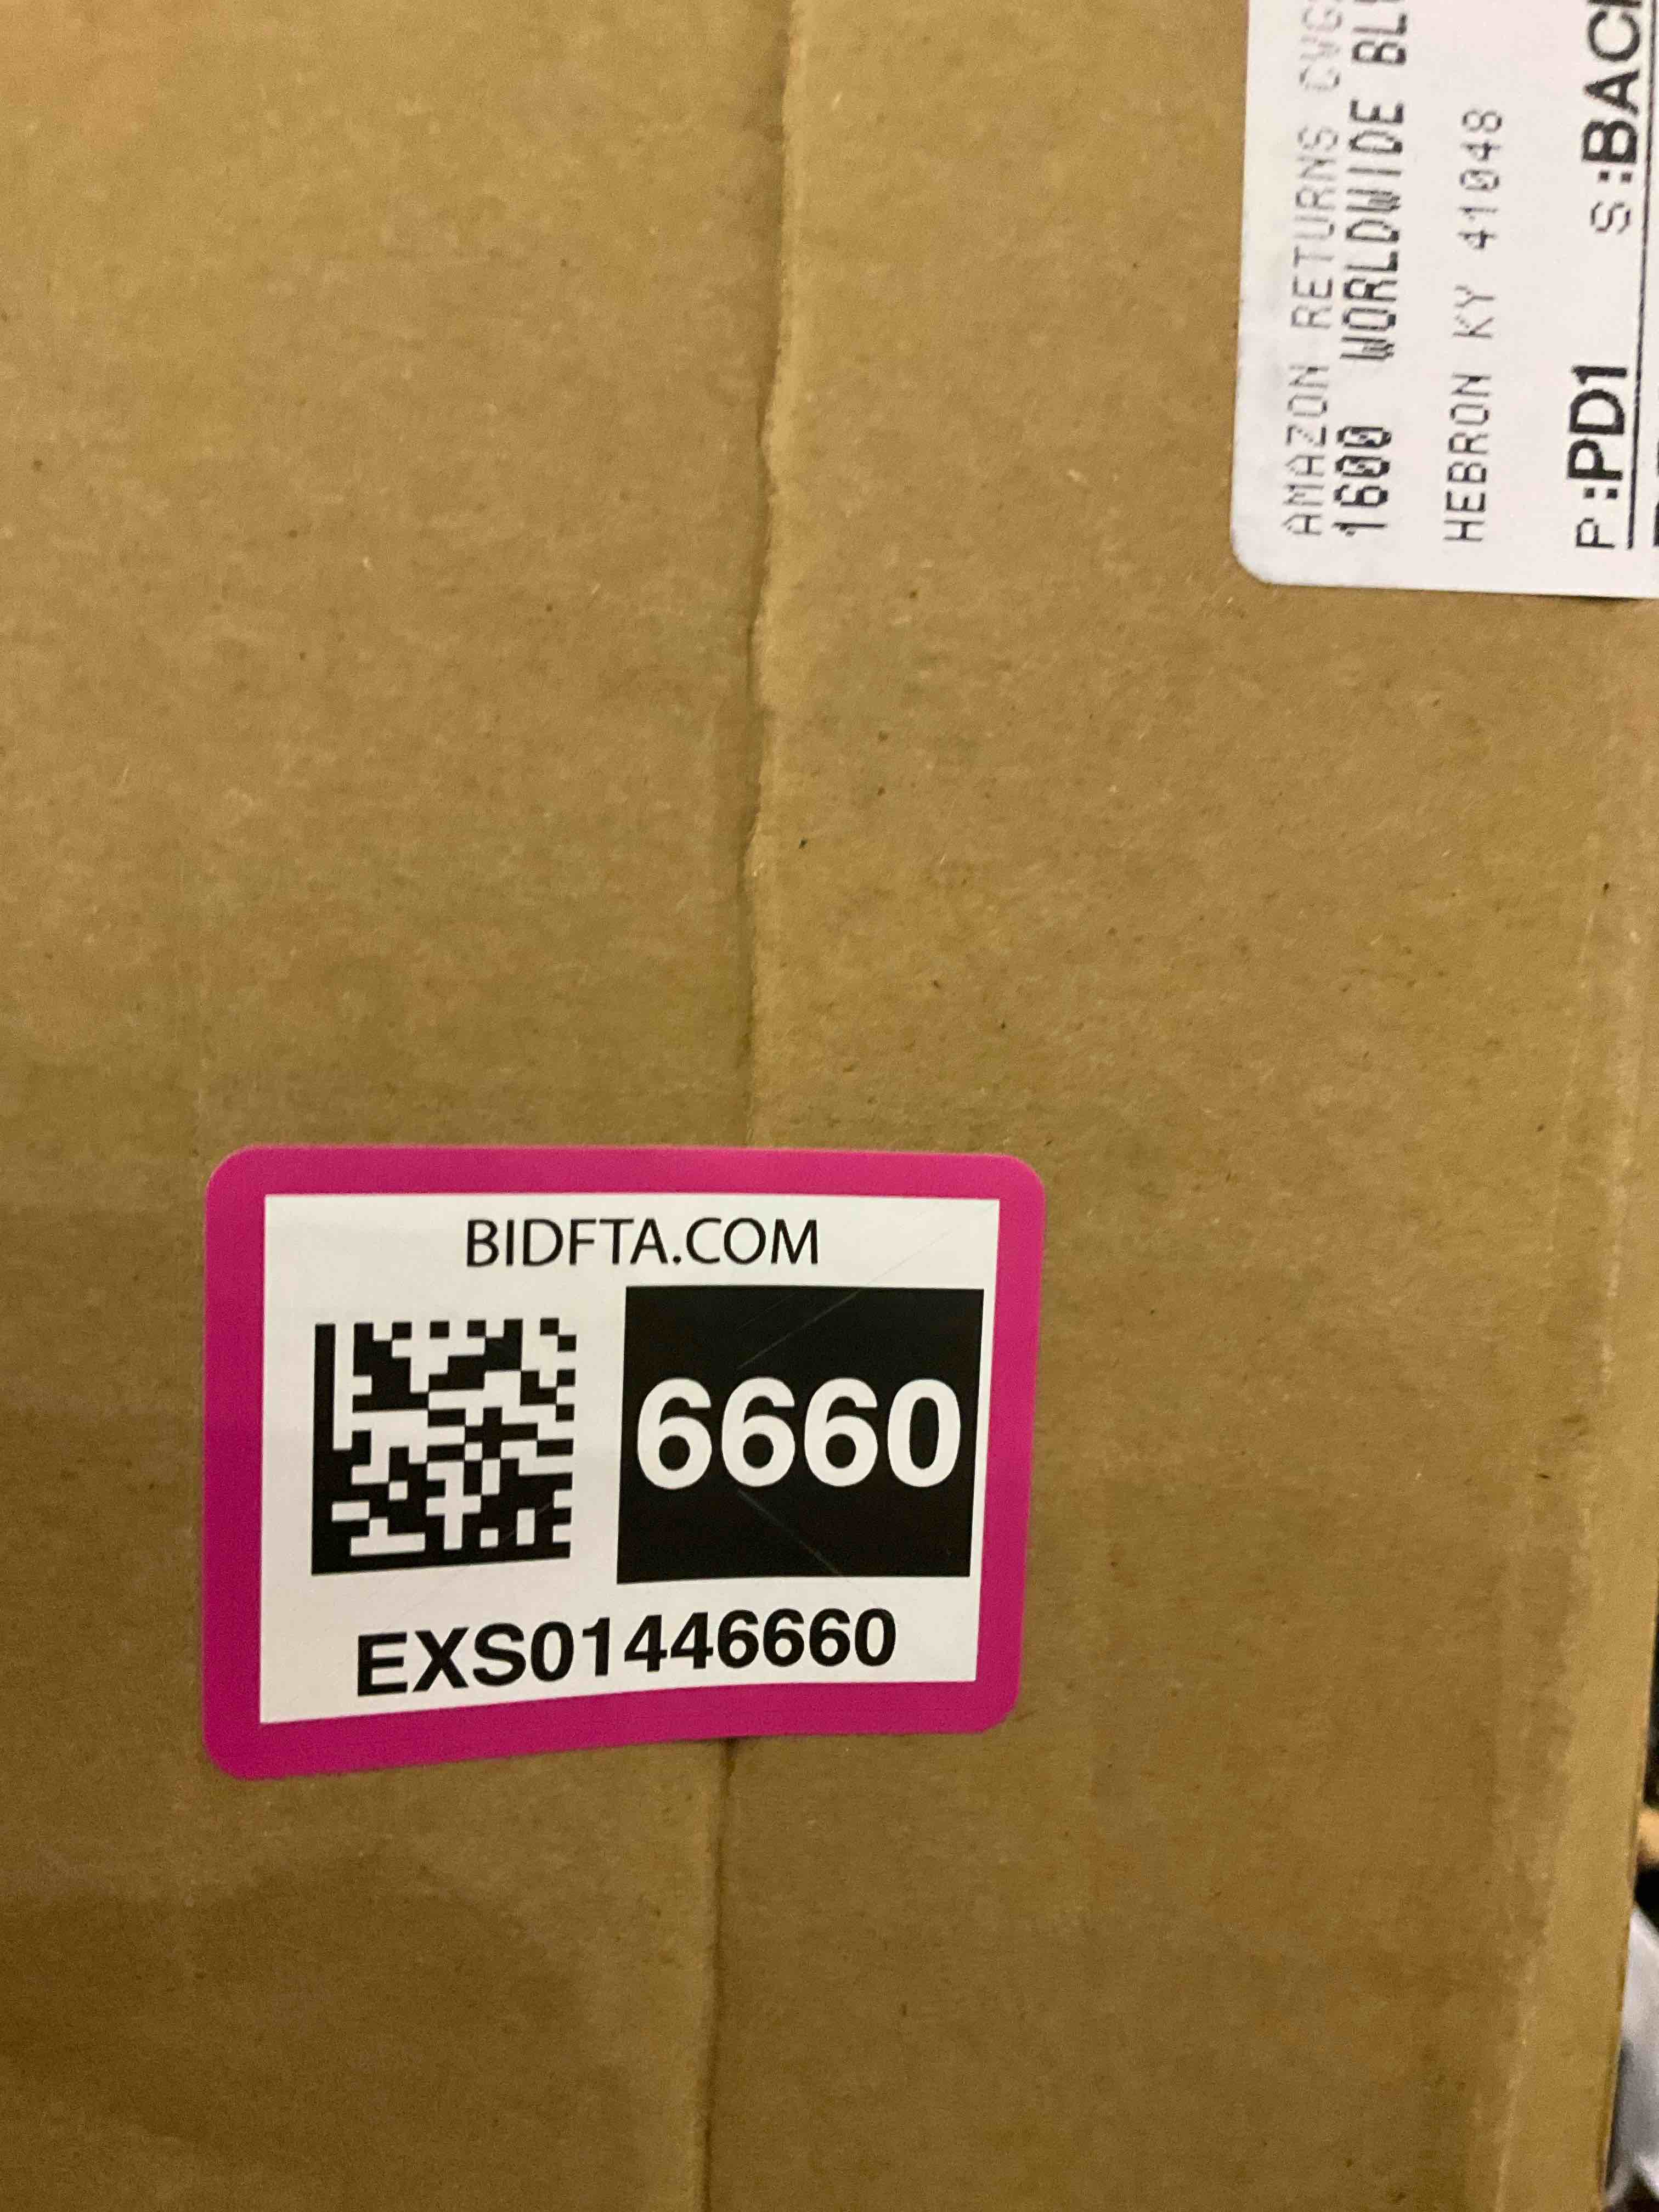 AMAZON RETURNS
1600 WORLDWIDE
HEBRON KY 41048
P:PD1 S:
BIDFTA.COM
6660
EXS01446660